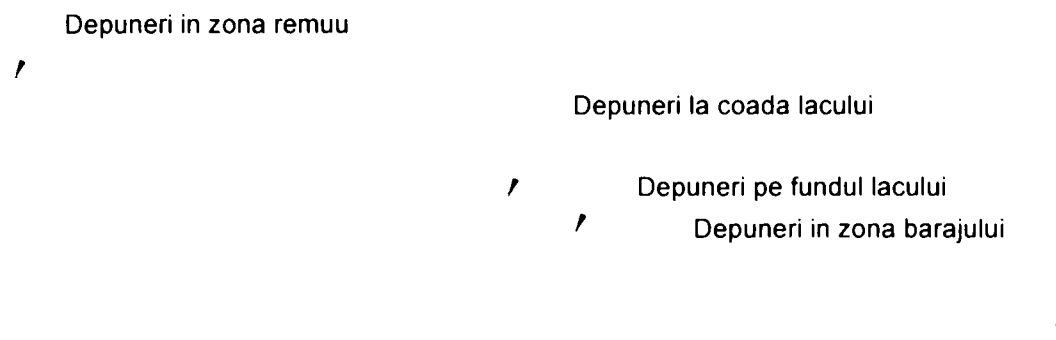 Depuneri in zona remuu
Depuneri la coada lacului
Depuneri pe fundul lacului
Depuneri in zona barajului